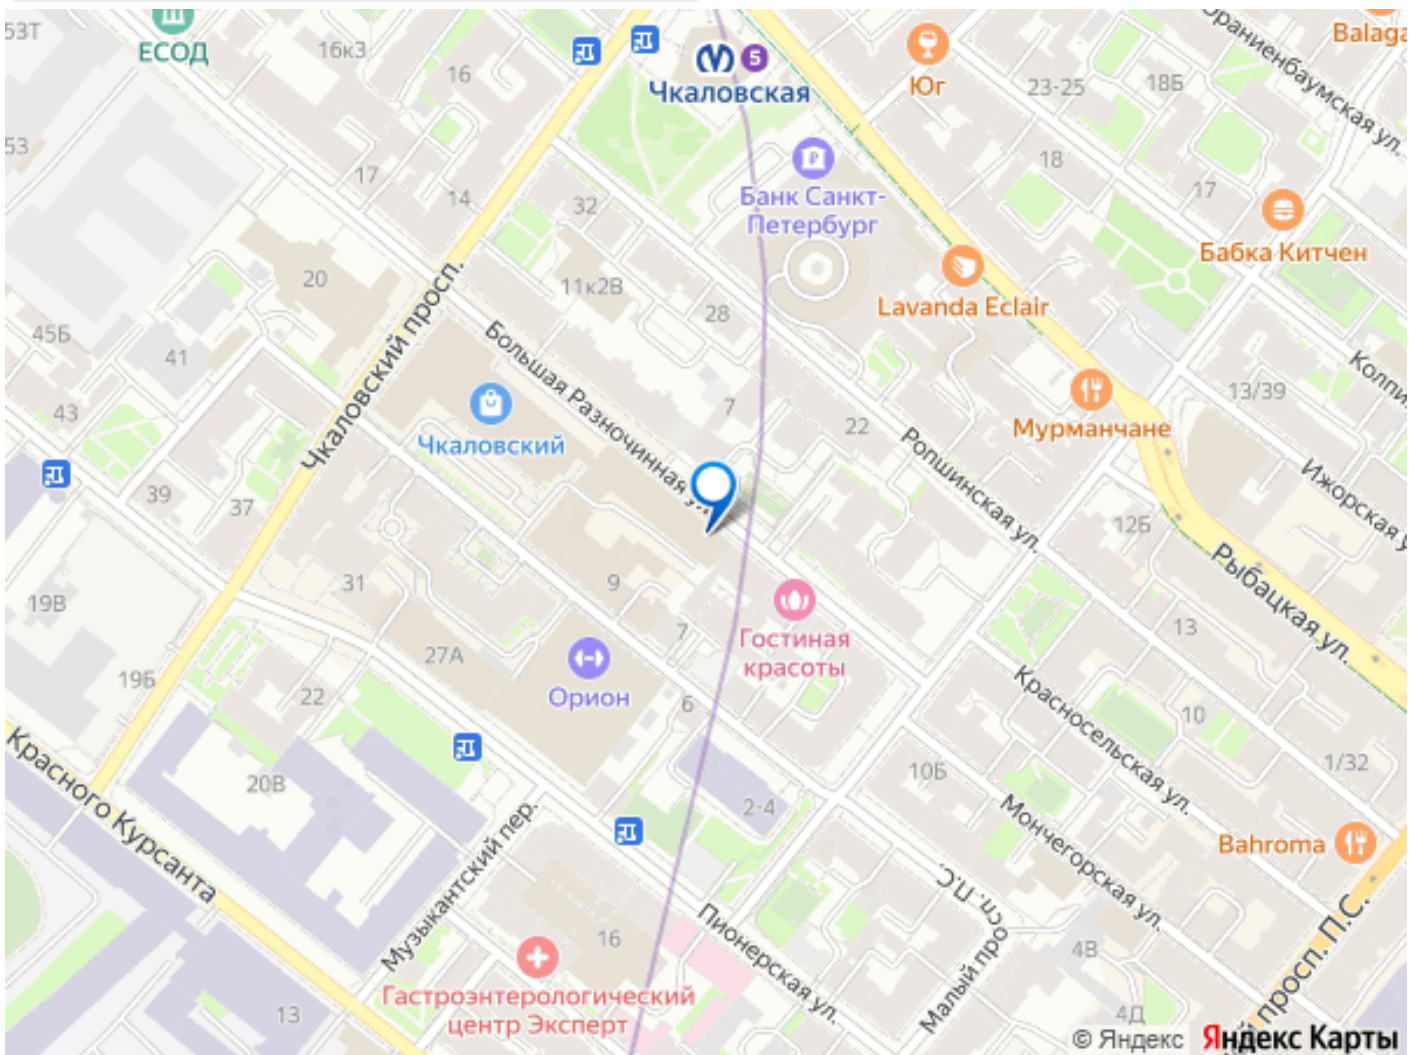 53Т
ЕСОД
16к3
16
5
Чкаловская
Юг
23-25
18Б
Ораниенбаумская ул.
Balaga
53
17
14
32
Банк Санкт-
Петербург
18
17
Бабка Китчен
20
11к2В
28
Lavanda Eclair
45Б
41
Чкаловский просп.
Большая Разночинная ул.
7
22
Мурманчане
13/39
43
Чкаловский
Ропшинская ул.
39
37
12Б
Ижорская у
31
9
19В
Рыбацкая ул.
Гостиная
красоты
7
27А
Орион
13
19Б
22
6
Красносельская ул.
10
1/32
Красного Курсанта
20В
2-4
10Б
Мончегорская ул.
Bahroma
Музыкантский пер.
Пионерская ул.
Малый просп. П.С.
16
4В
Гастроэнтерологический
центр Эксперт
13
4Д
й просп. П.С.
© Яндекс Яндекс Карты